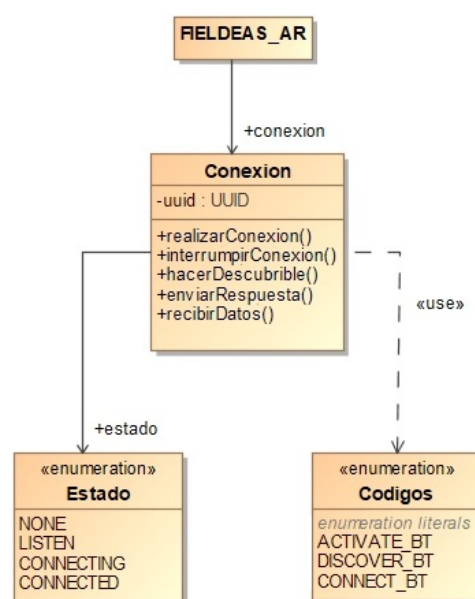 FIELDEAS_AR
+conexion
Conexion
-uuid : UUID
+realizarConexion()
+interrumpirConexion()
+hacerDescubrible()
+enviarRespuesta()
+recibirDatos()
«use»
+estado
«enumeration»
Estado
NONE
LISTEN
CONNECTING
CONNECTED
«enumeration»
Codigos
enumeration literals
ACTIVATE_BT
DISCOVER_BT
CONNECT_BT